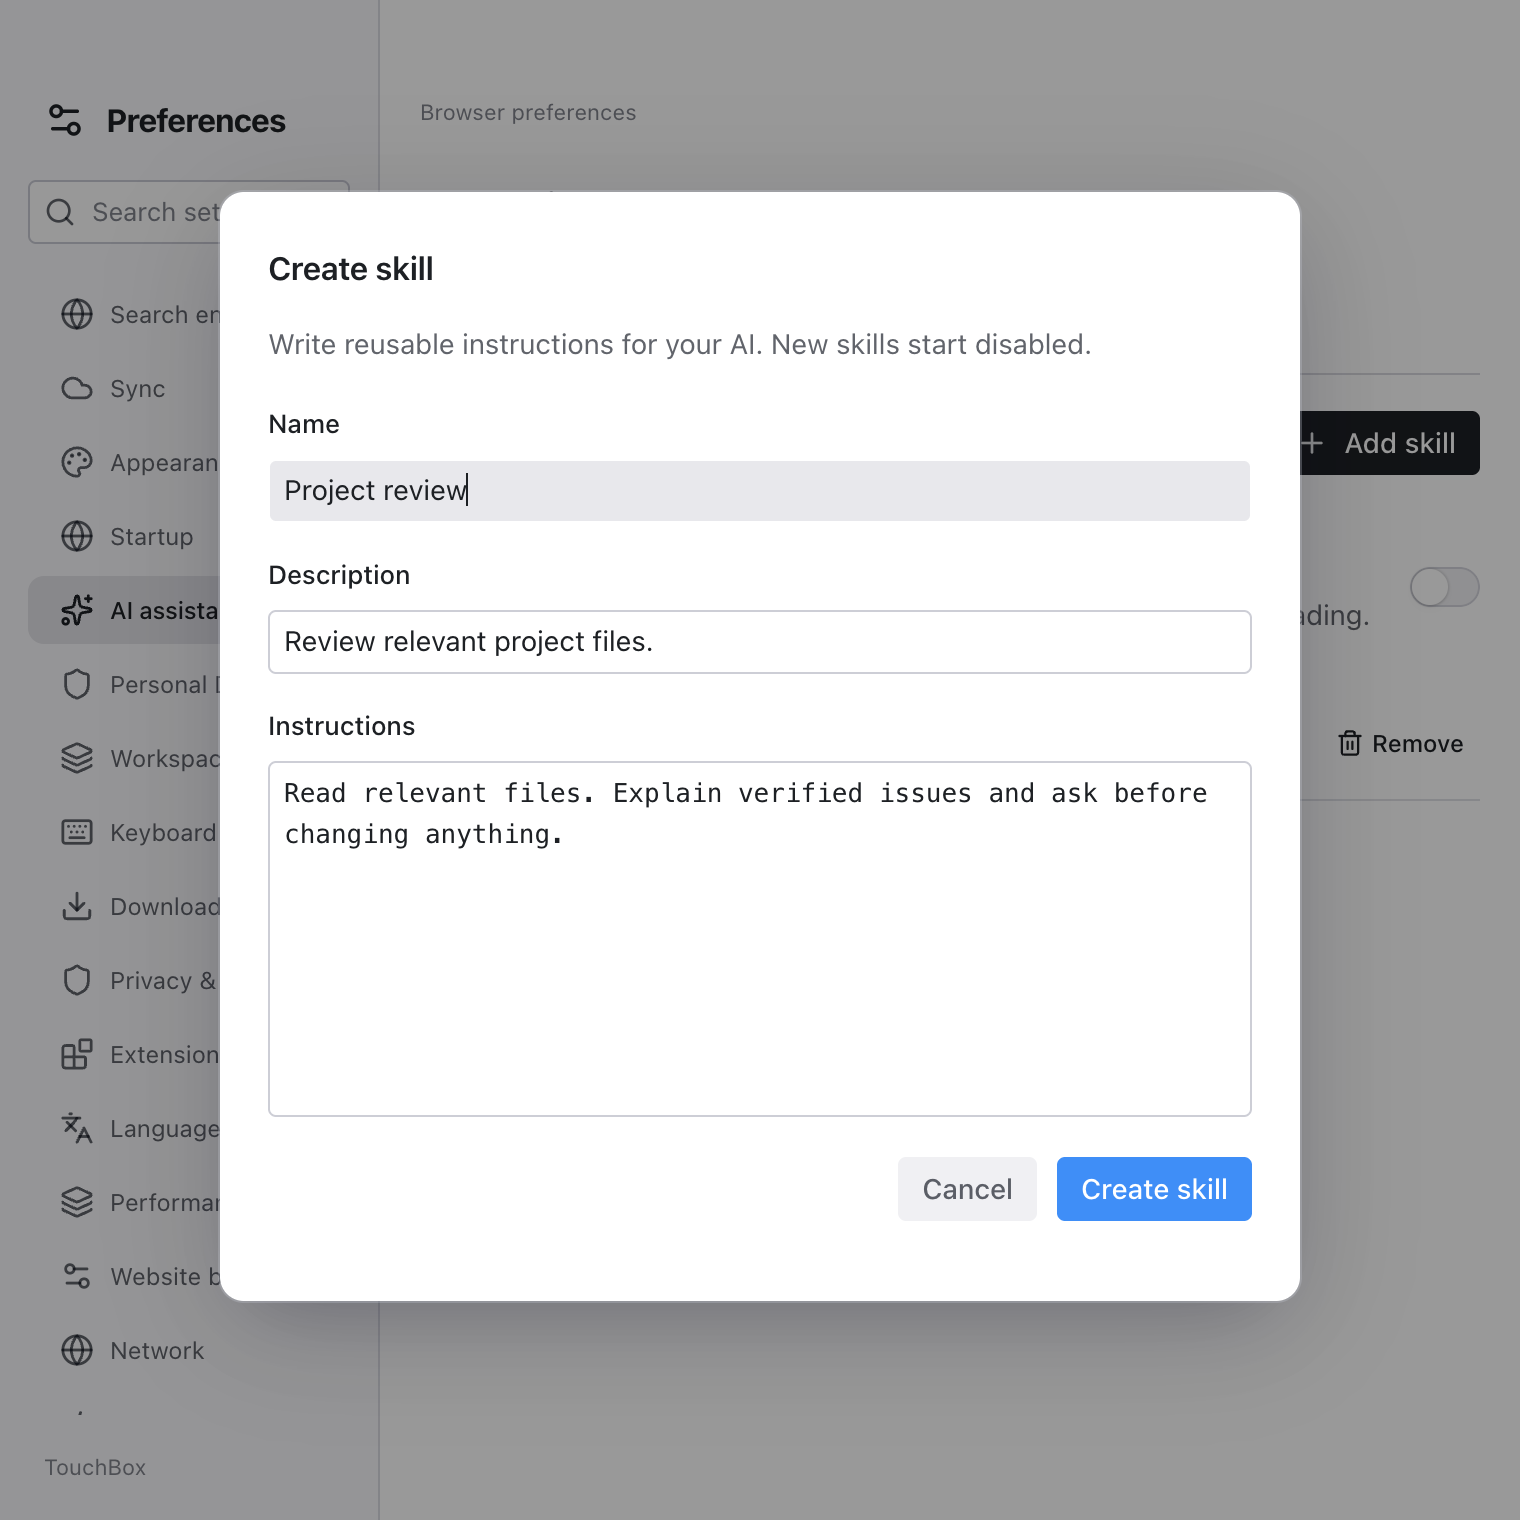 Preferences
Browser preferences
Search set
Create skill
Write reusable instructions for your AI. New skills start disabled.
Name
Project review
Description
Review relevant project files.
Instructions
Read relevant files. Explain verified issues and ask before
changing anything.
Cancel
Create skill
Search en
Sync
Appearan
Startup
AI assista
Personal
Workspac
Keyboard
Download
Privacy &
Extension
Language
Performan
Website b
Network
TouchBox
Add skill
ading.
Remove